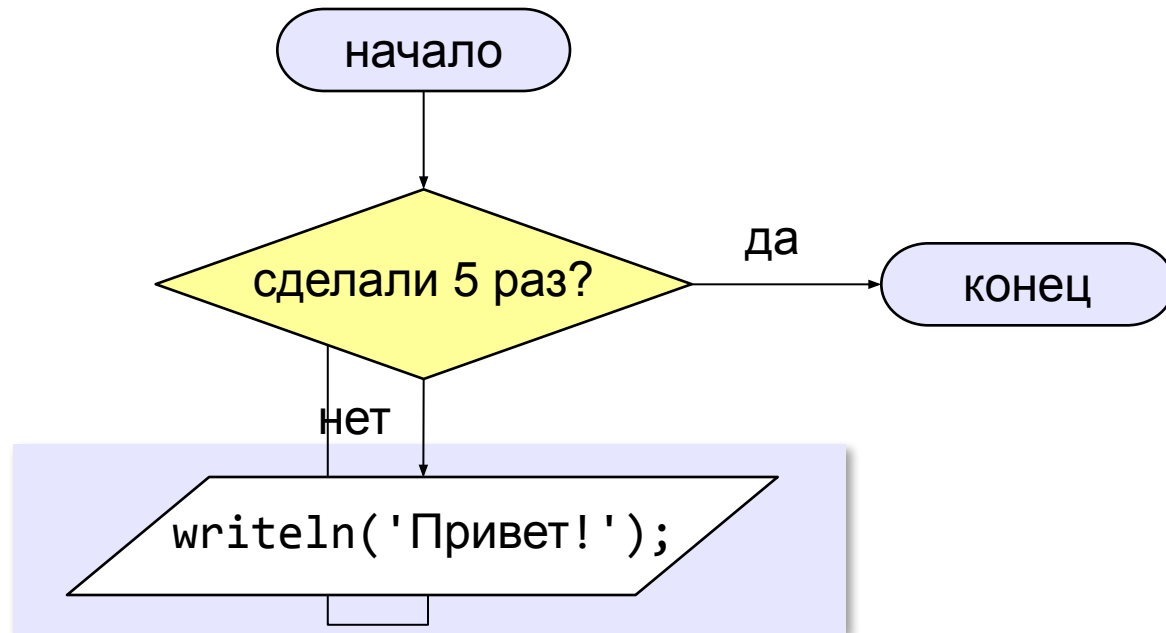 начало
сделали 5 раз?
да
конец
нет
writeln('Привет!');